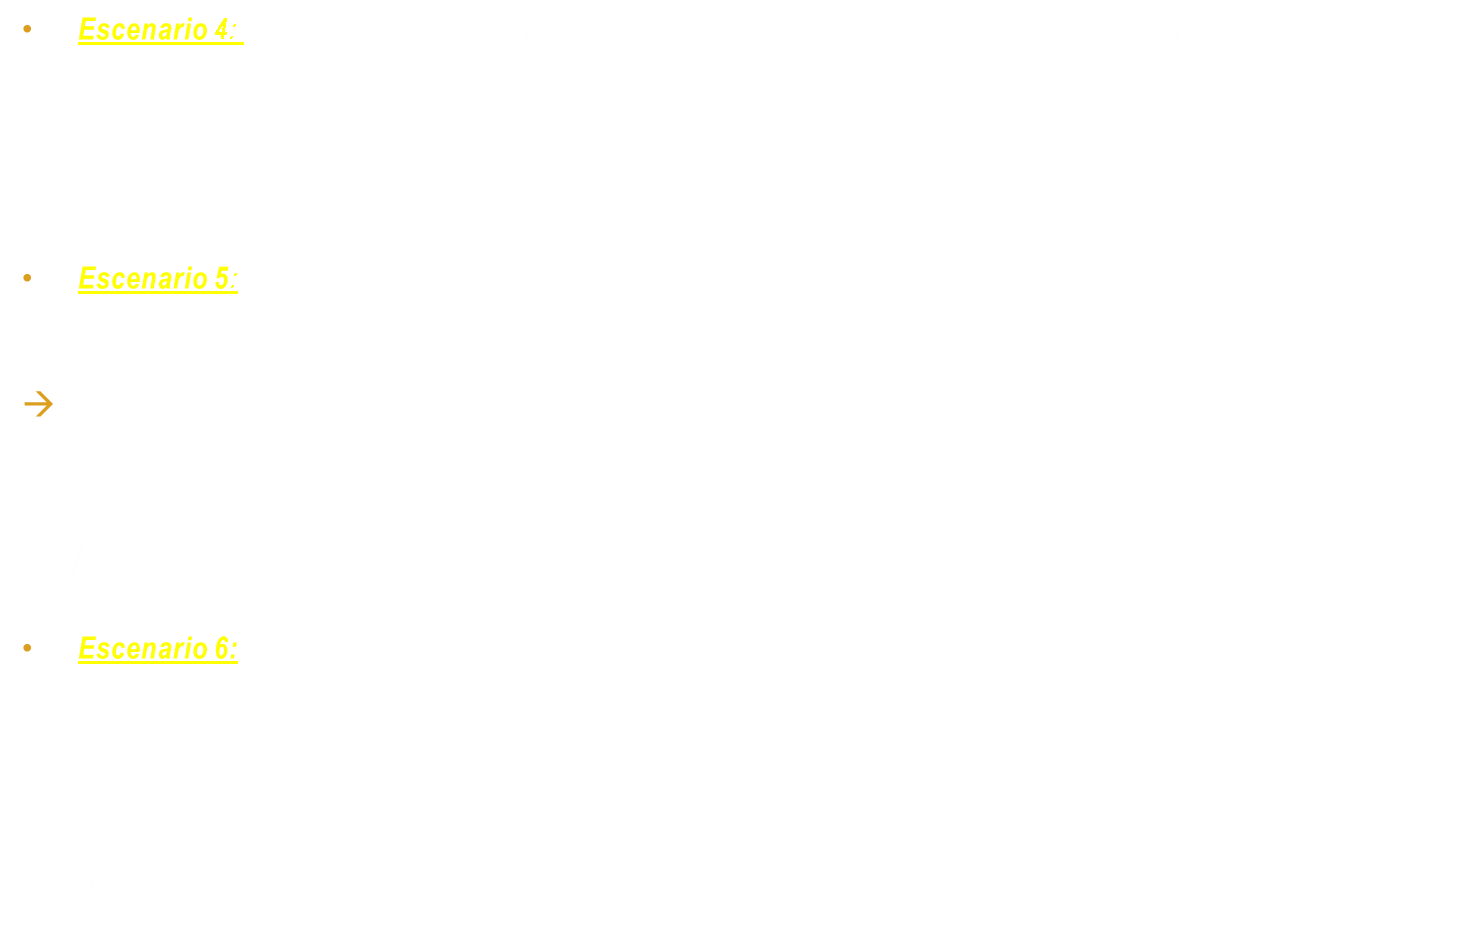 • Escenario 4:
• Escenario 5:
→
• Escenario 6: